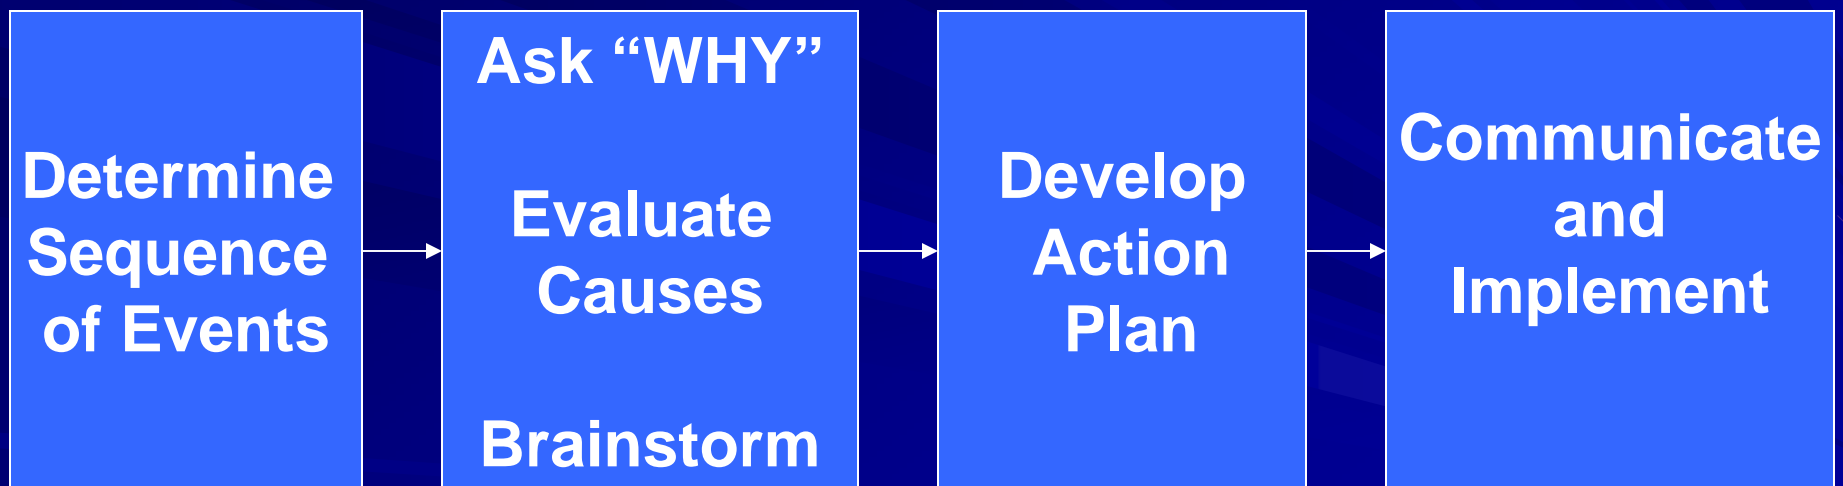 Determine
Sequence
of Events
Ask “WHY”
Evaluate
Causes
Brainstorm
Develop
Action
Plan
Communicate
and
Implement